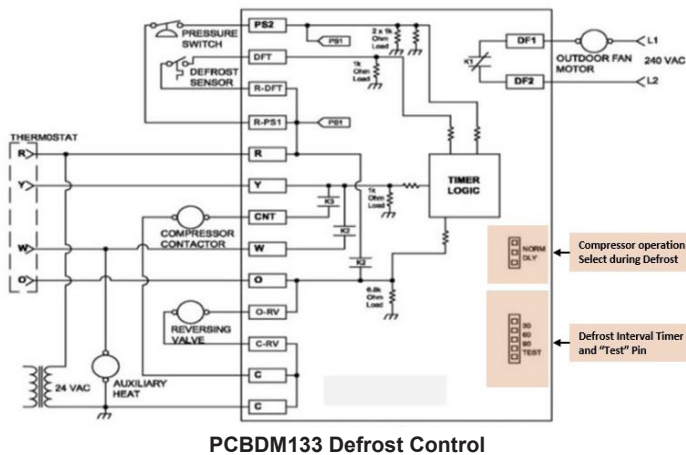 PS2
PRESSURE
SWITCH
PS1
2 x 1k
Ohm
Load
DFT
DEFROST
SENSOR
1k
Ohm
Load
R-DFT
R-PS1
PS1
DF1
K1
DF2
OUTDOOR FAN
MOTOR
L1
240 VAC
L2
THERMOSTAT
R
R
Y
Y
1k
Ohm
Load
TIMER
LOGIC
K3
CNT
COMPRESSOR
CONTACTOR
W
W
K2
O
O
6.8k
Ohm
Load
O-RV
REVERSING
VALVE
C-RV
C
C
24 VAC
AUXILIARY
HEAT
NORM
DLY
Compressor operation
Select during Defrost
30
60
90
TEST
Defrost Interval Timer
and "Test" Pin
PCBDM133 Defrost Control